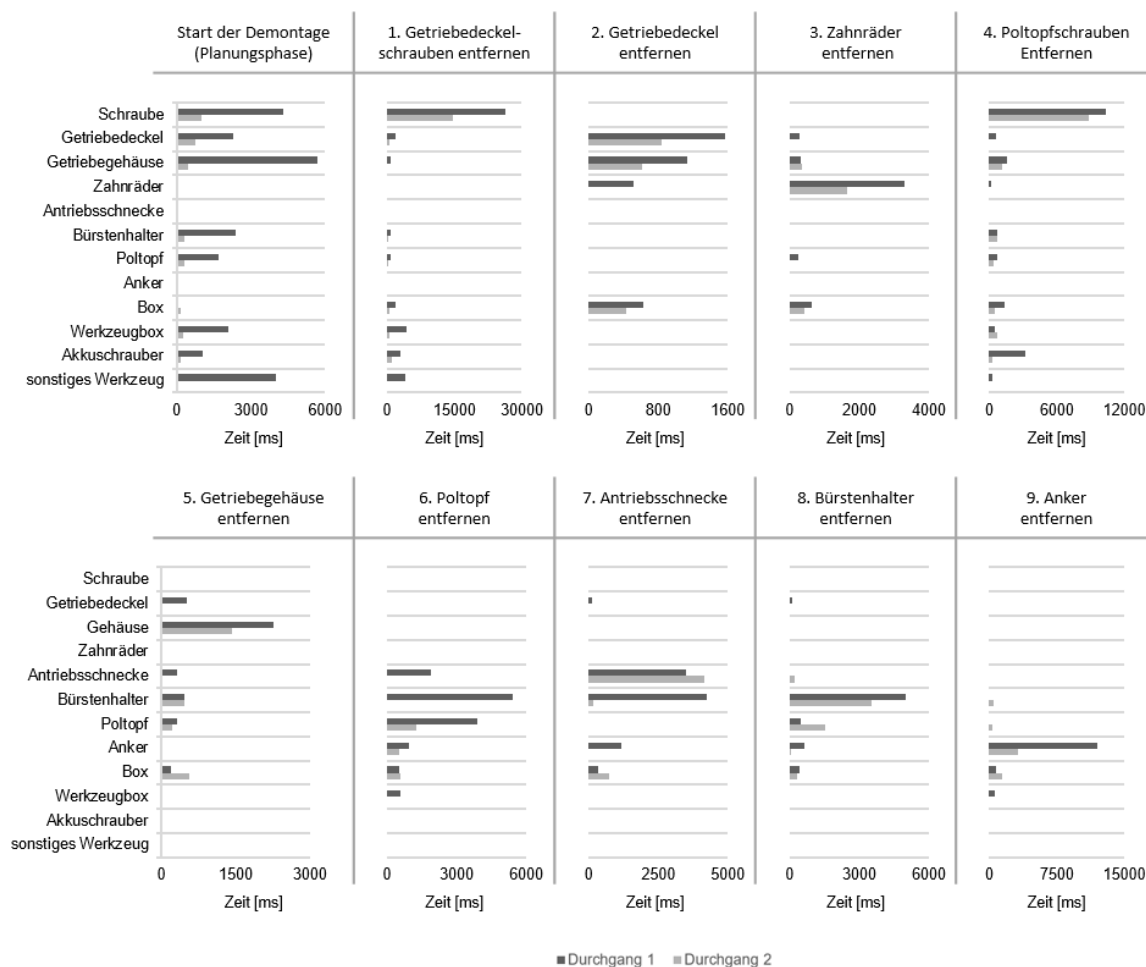 Start der Demontage
(Planungsphase)
1. Getriebedeckel-
schrauben entfernen
2. Getriebedeckel
entfernen
3. Zahnräder
entfernen
4. Poltopfschrauben
Entfernen
Schraube
Getriebedeckel
Getriebegehäuse
Zahnräder
Antriebsschnecke
Bürstenhalter
Poltopf
Anker
Box
Werkzeugbox
Akkuschrauber
sonstiges Werkzeug
0 3000 6000
0 15000 30000
0 800 1600
0 2000 4000
0 6000 12000
Zeit [ms]
Zeit [ms]
Zeit [ms]
Zeit [ms]
Zeit [ms]
5. Getriebegehäuse
entfernen
6. Poltopf
entfernen
7. Antriebsschnecke
entfernen
8. Bürstenhalter
entfernen
9. Anker
entfernen
Schraube
Getriebedeckel
Gehäuse
Zahnräder
Antriebsschnecke
Bürstenhalter
Poltopf
Anker
Box
Werkzeugbox
Akkuschrauber
sonstiges Werkzeug
0 1500 3000
0 3000 6000
0 2500 5000
0 3000 6000
0 7500 15000
Zeit [ms]
Zeit [ms]
Zeit [ms]
Zeit [ms]
Zeit [ms]
Durchgang 1 Durchgang 2